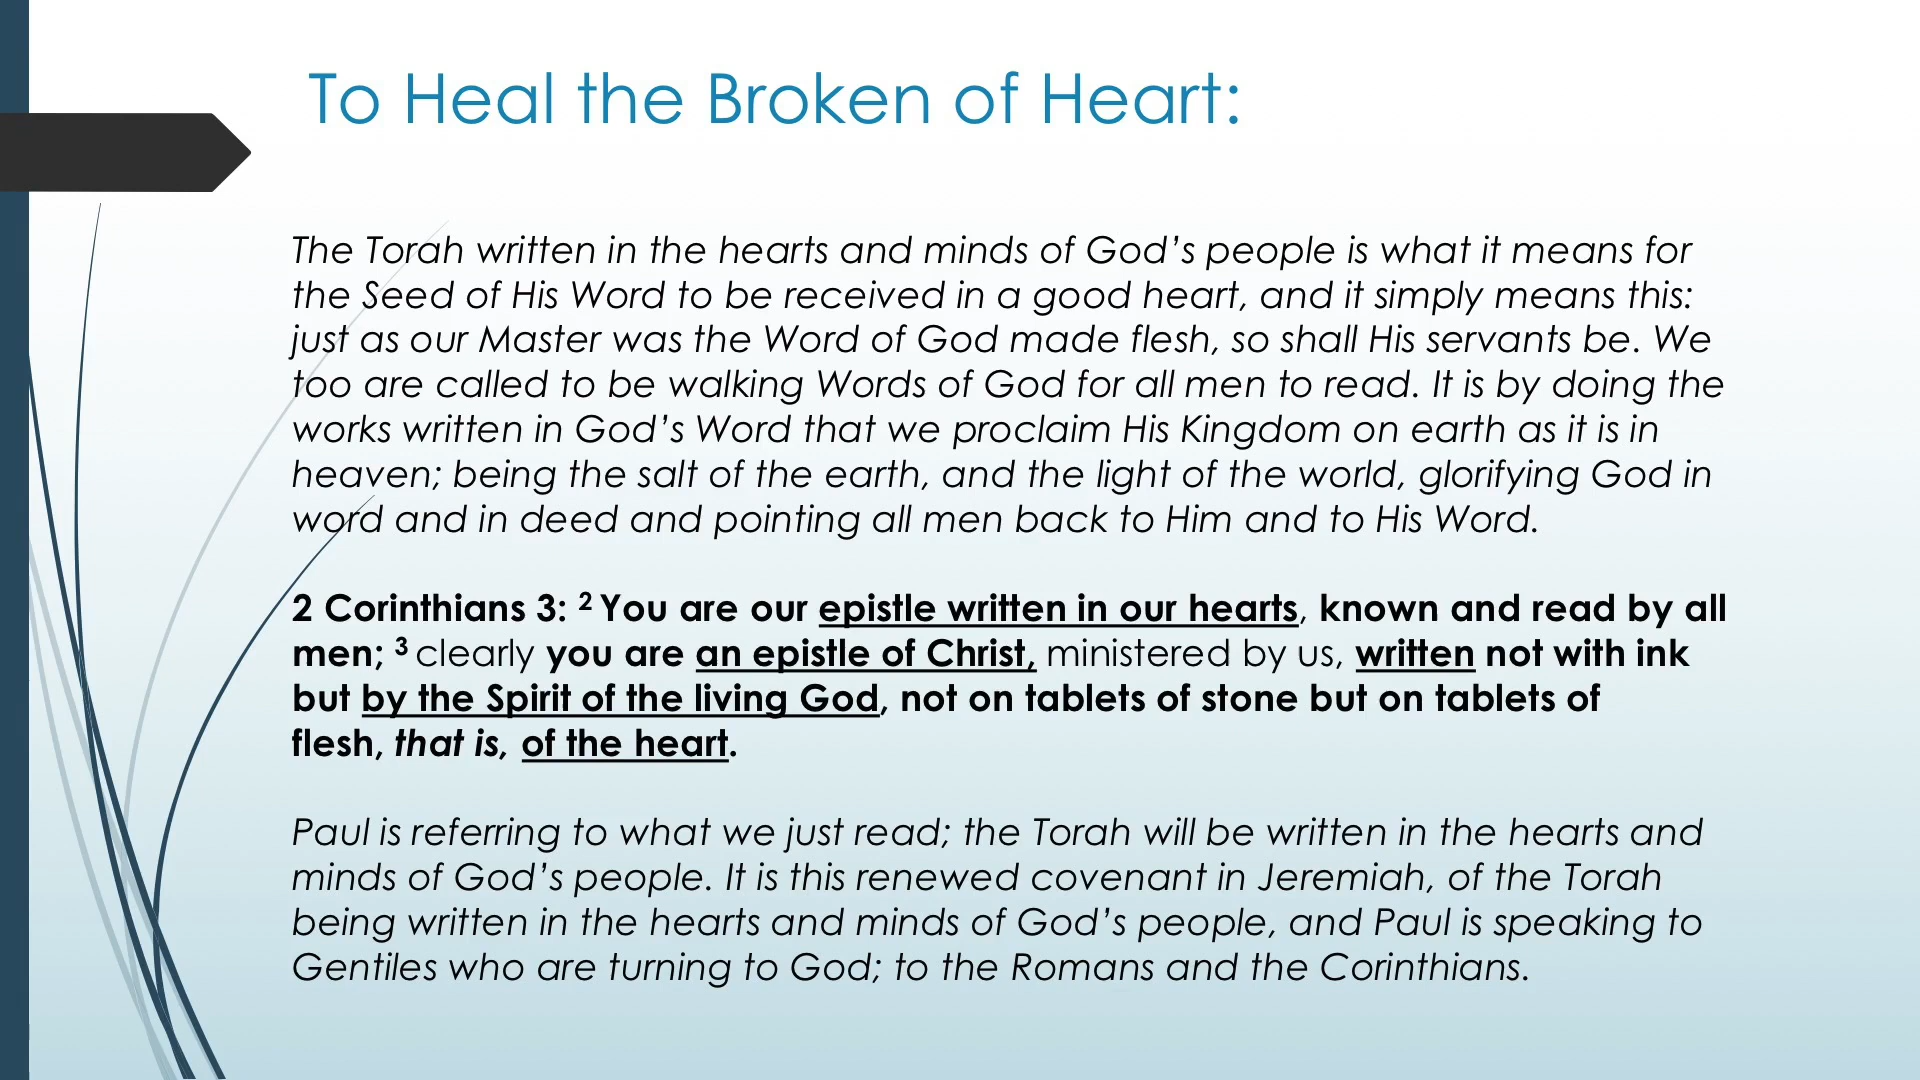 To Heal the Broken of Heart:
The Torah written in the hearts and minds of God’s people is what it means for
the Seed of His Word to be received in a good heart, and it simply means this:
just as our Master was the Word of God made flesh, so shall His servants be. We
too are called to be walking Words of God for all men to read. It is by doing the
works written in God’s Word that we proclaim His Kingdom on earth as it is in
heaven; being the salt of the earth, and the light of the world, glorifying God in
word and in deed and pointing all men back to Him and to His Word.
2 Corinthians 3: 2 You are our epistle written in our hearts, known and read by all
men; 3 clearly you are an epistle of Christ, ministered by us, written not with ink
but by the Spirit of the living God, not on tablets of stone but on tablets of
flesh, that is, of the heart.
Paul is referring to what we just read; the Torah will be written in the hearts and
minds of God’s people. It is this renewed covenant in Jeremiah, of the Torah
being written in the hearts and minds of God’s people, and Paul is speaking to
Gentiles who are turning to God; to the Romans and the Corinthians.